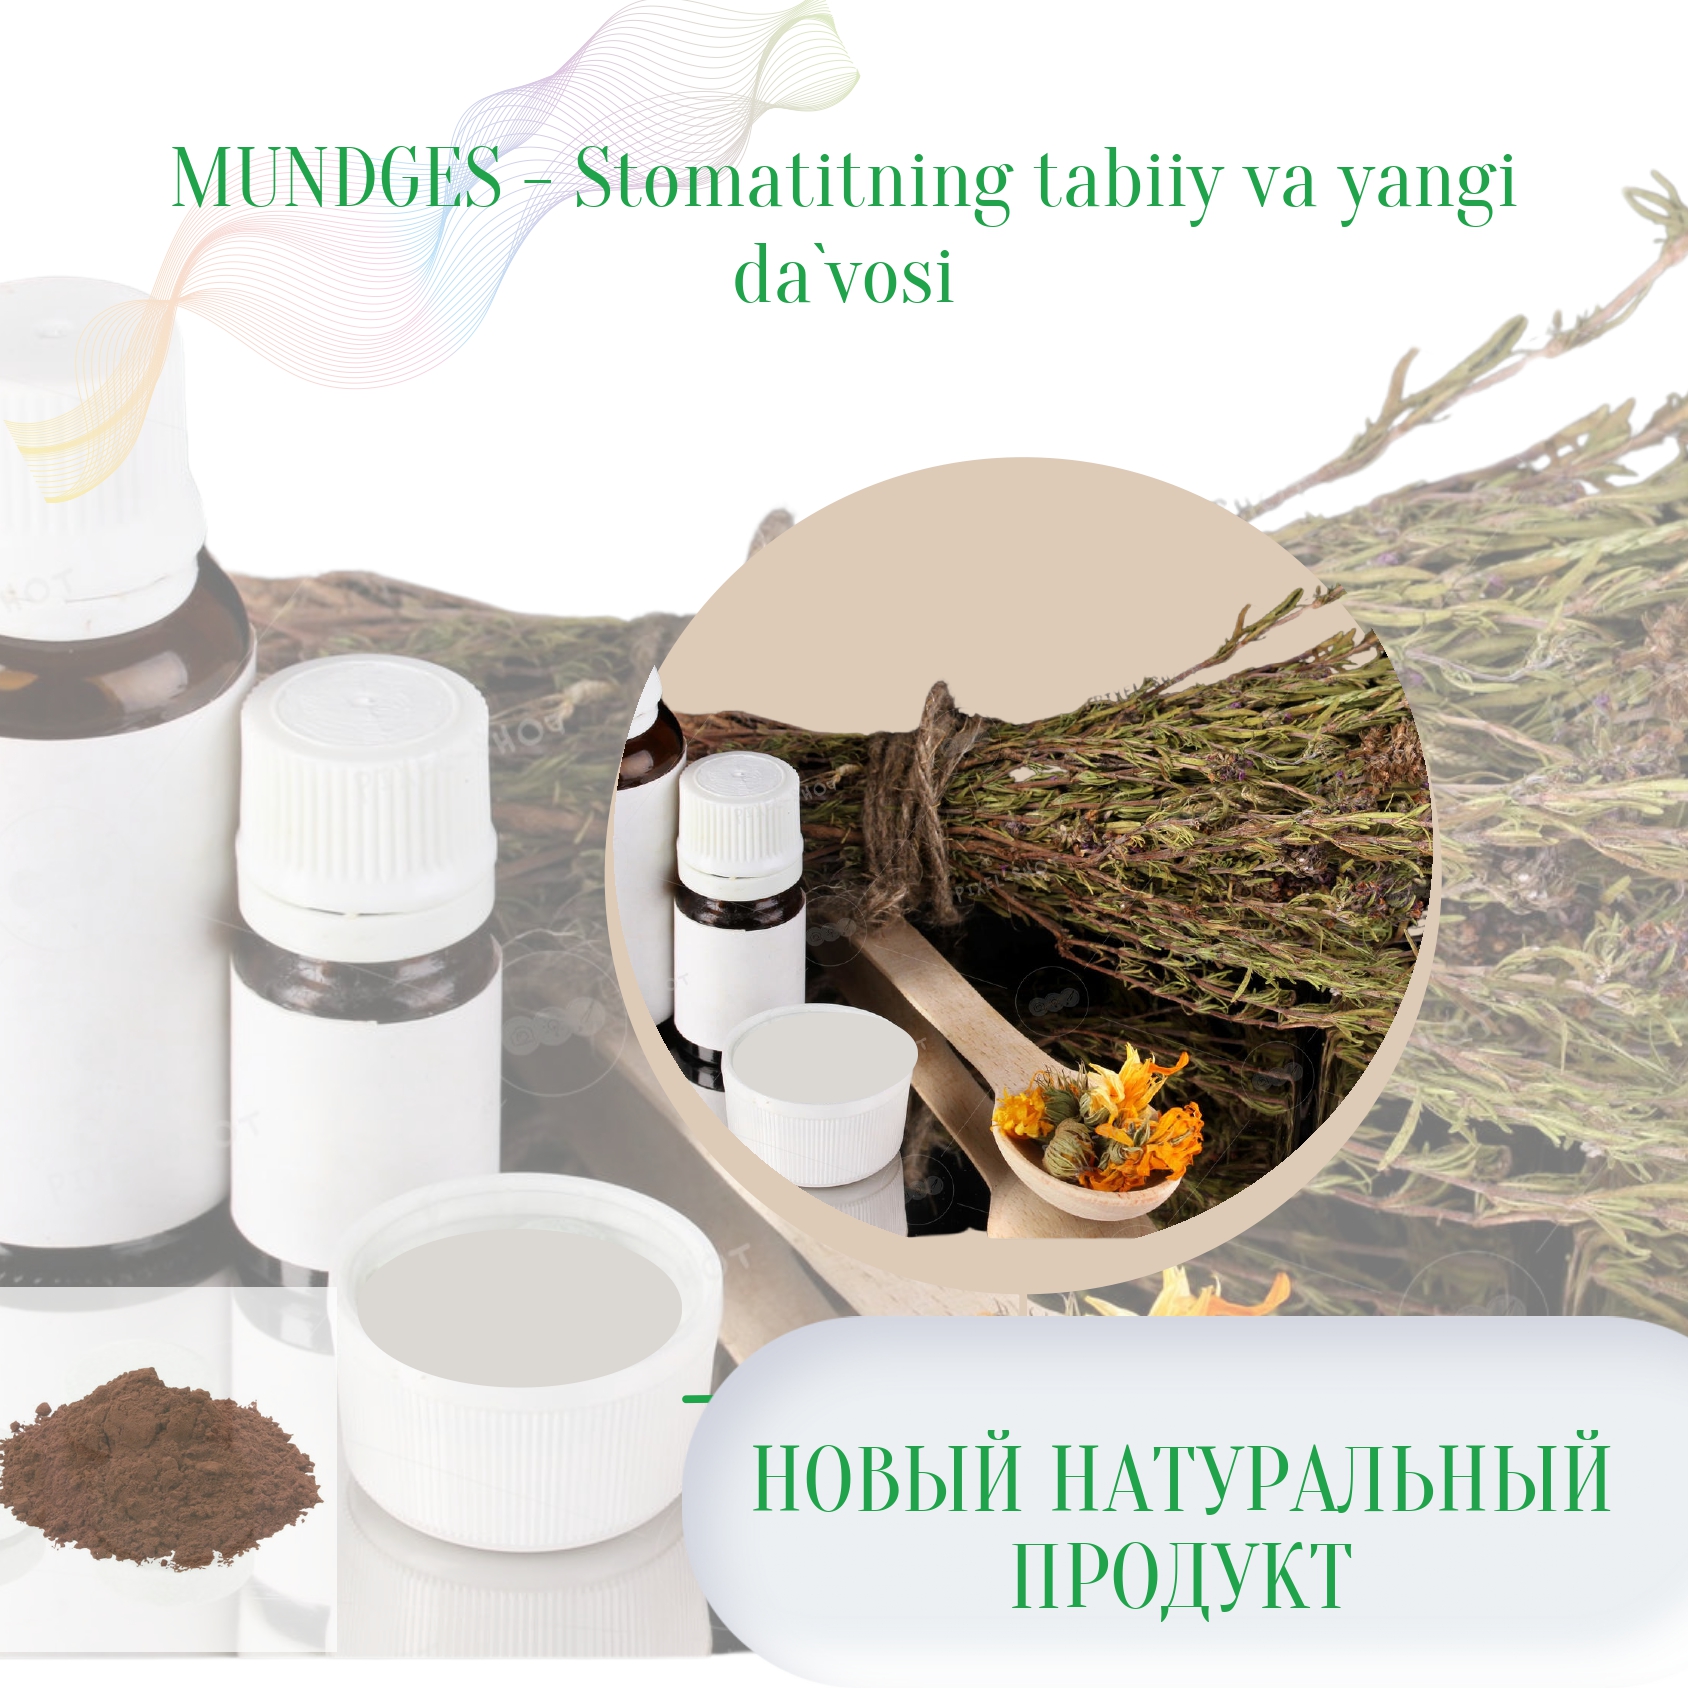 MUNDGES - Stomatitning tabiiy va yangi
da`vosi
НОВЫЙ НАТУРАЛЬНЫЙ
ПРОДУКТ